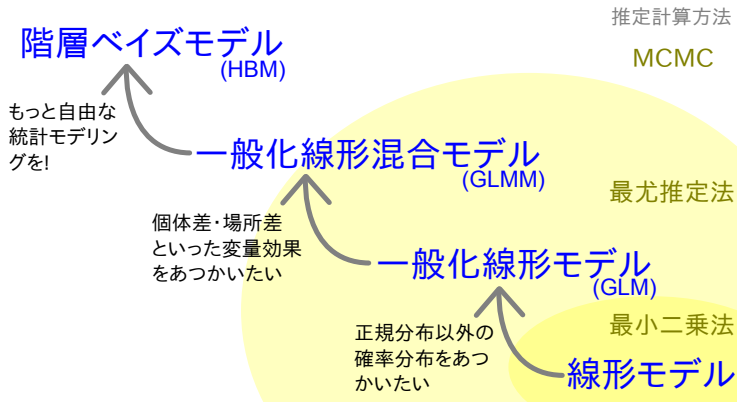 推定計算方法
階層ベイズモデル
(HBM)
MCMC
もっと自由な
統計モデリン
グを!
一般化線形混合モデル
(GLMM)
最尤推定法
個体差・場所差
といった変量効果
をあつかいたい
一般化線形モデル
(GLM)
正規分布以外の
確率分布をあつ
かいたい
最小二乗法
線形モデル